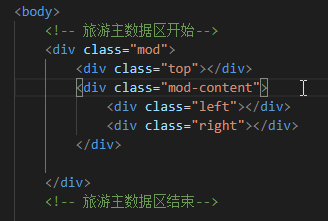 <body>
<!-- 旅游主数据区开始-->
<div class="mod">
<div class="top"></div>
<div class="mod-content">
<div class="left"></div>
<div class="right"></div>
</div>
</div>
<!-- 旅游主数据区结束-->